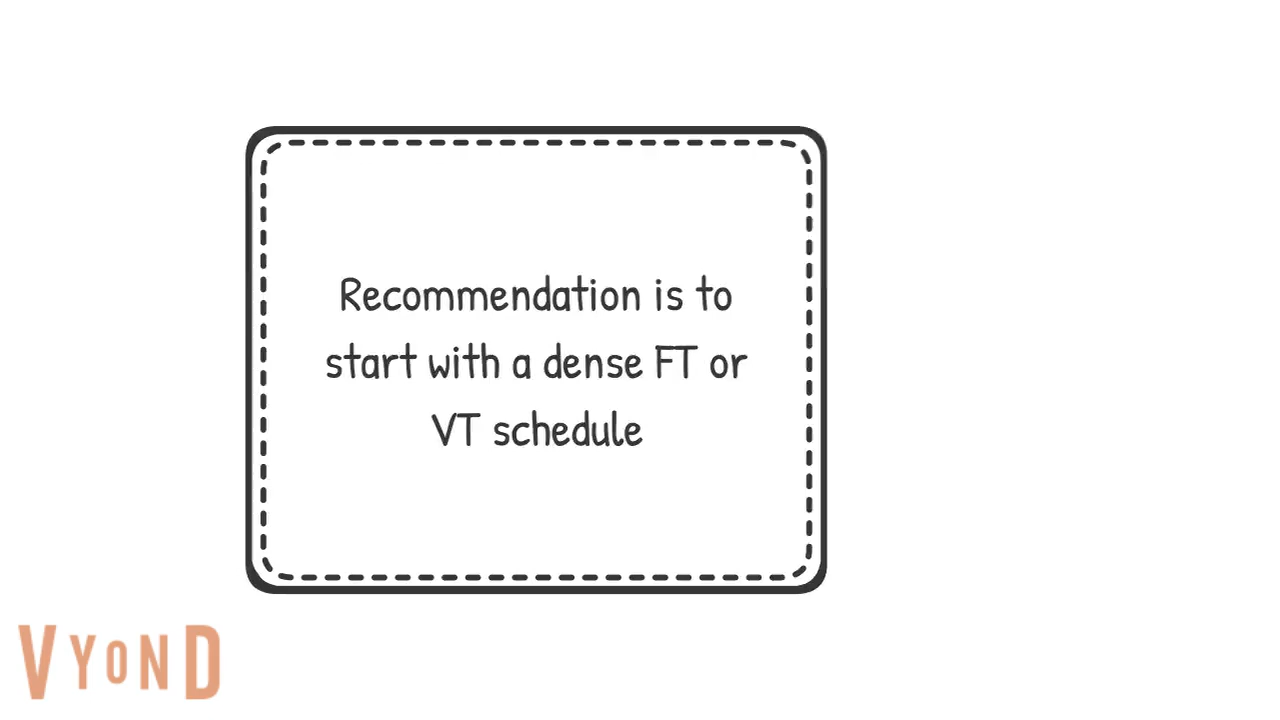 Recommendation is to
start with a dense FT or
VT schedule
VYOND